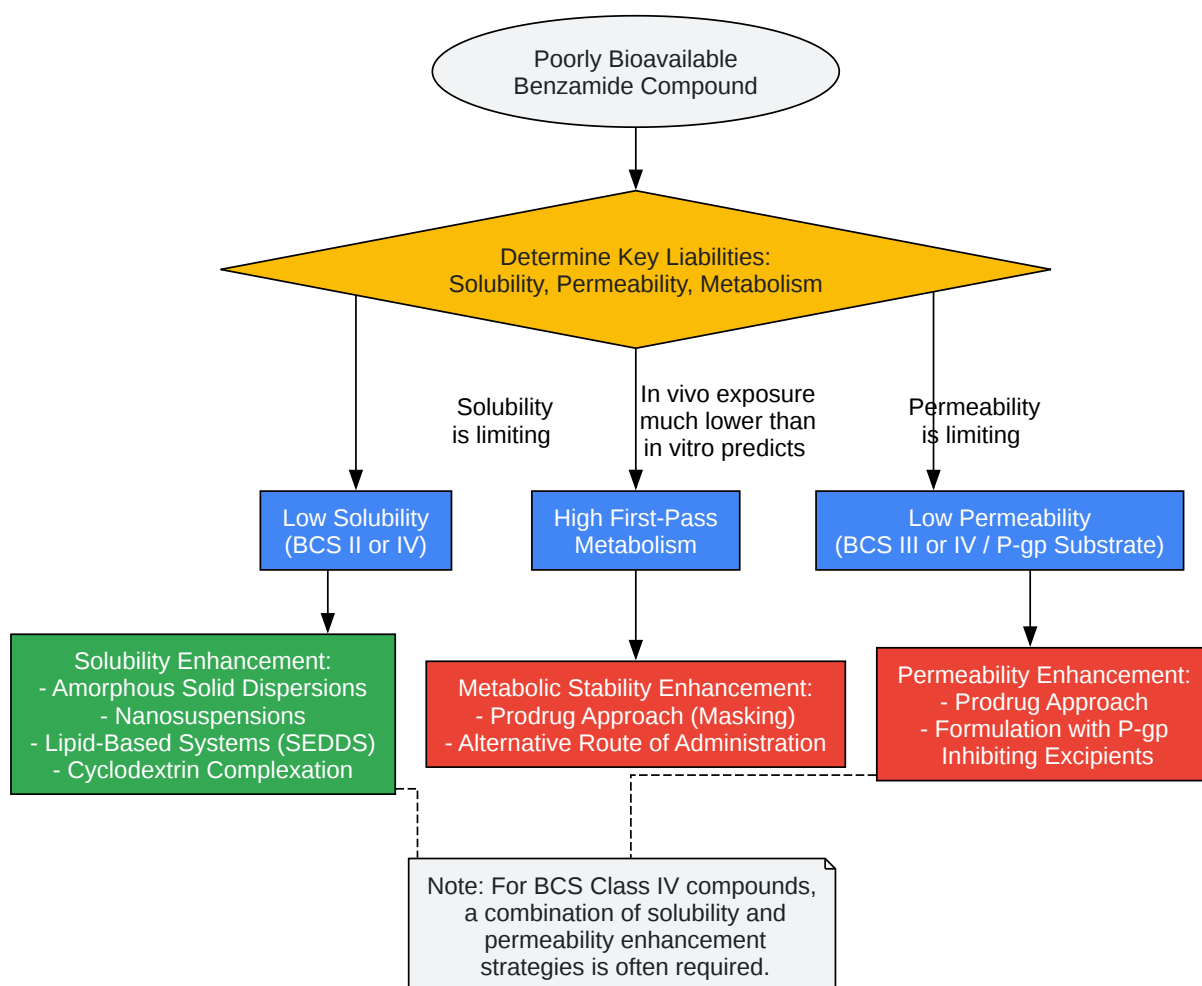 Poorly Bioavailable
Benzamide Compound
Determine Key Liabilities:
Solubility, Permeability, Metabolism
Solubility
is limiting
In vivo exposure
much lower than
in vitro predicts
Permeability
is limiting
Low Solubility
(BCS II or IV)
High First-Pass
Metabolism
Low Permeability
(BCS III or IV / P-gp Substrate)
Solubility Enhancement:
- Amorphous Solid Dispersions
- Nanosuspensions
- Lipid-Based Systems (SEDDS)
- Cyclodextrin Complexation
Metabolic Stability Enhancement:
- Prodrug Approach (Masking)
- Alternative Route of Administration
Permeability Enhancement:
- Prodrug Approach
- Formulation with P-gp
Inhibiting Excipients
Note: For BCS Class IV compounds,
a combination of solubility and
permeability enhancement
strategies is often required.